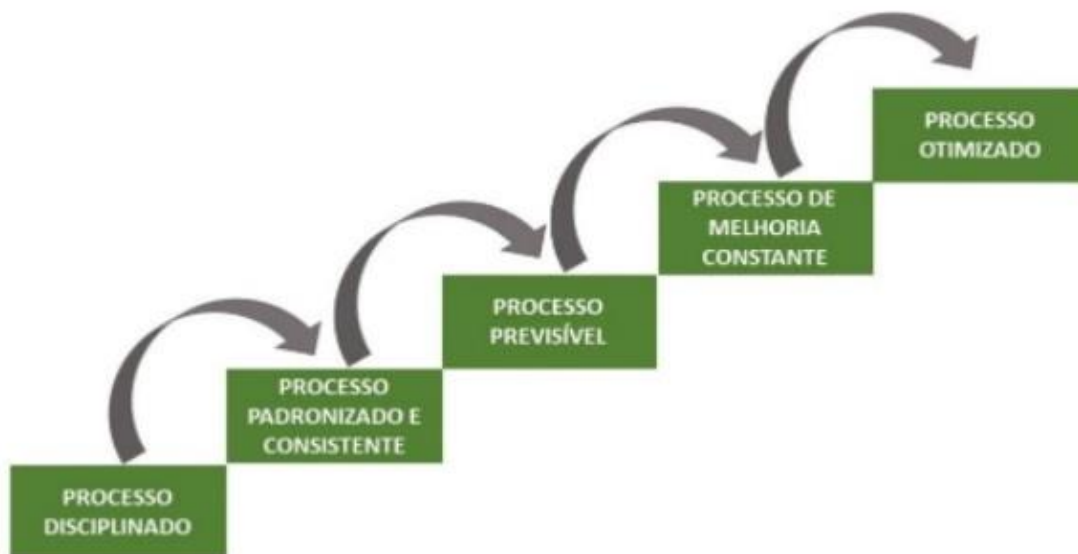 PROCESSO
OTIMIZADO
PROCESSO DE
MELHORIA
CONSTANTE
PROCESSO
PREVISÍVEL
PROCESSO
PADRONIZADO E
CONSISTENTE
PROCESSO
DISCIPLINADO